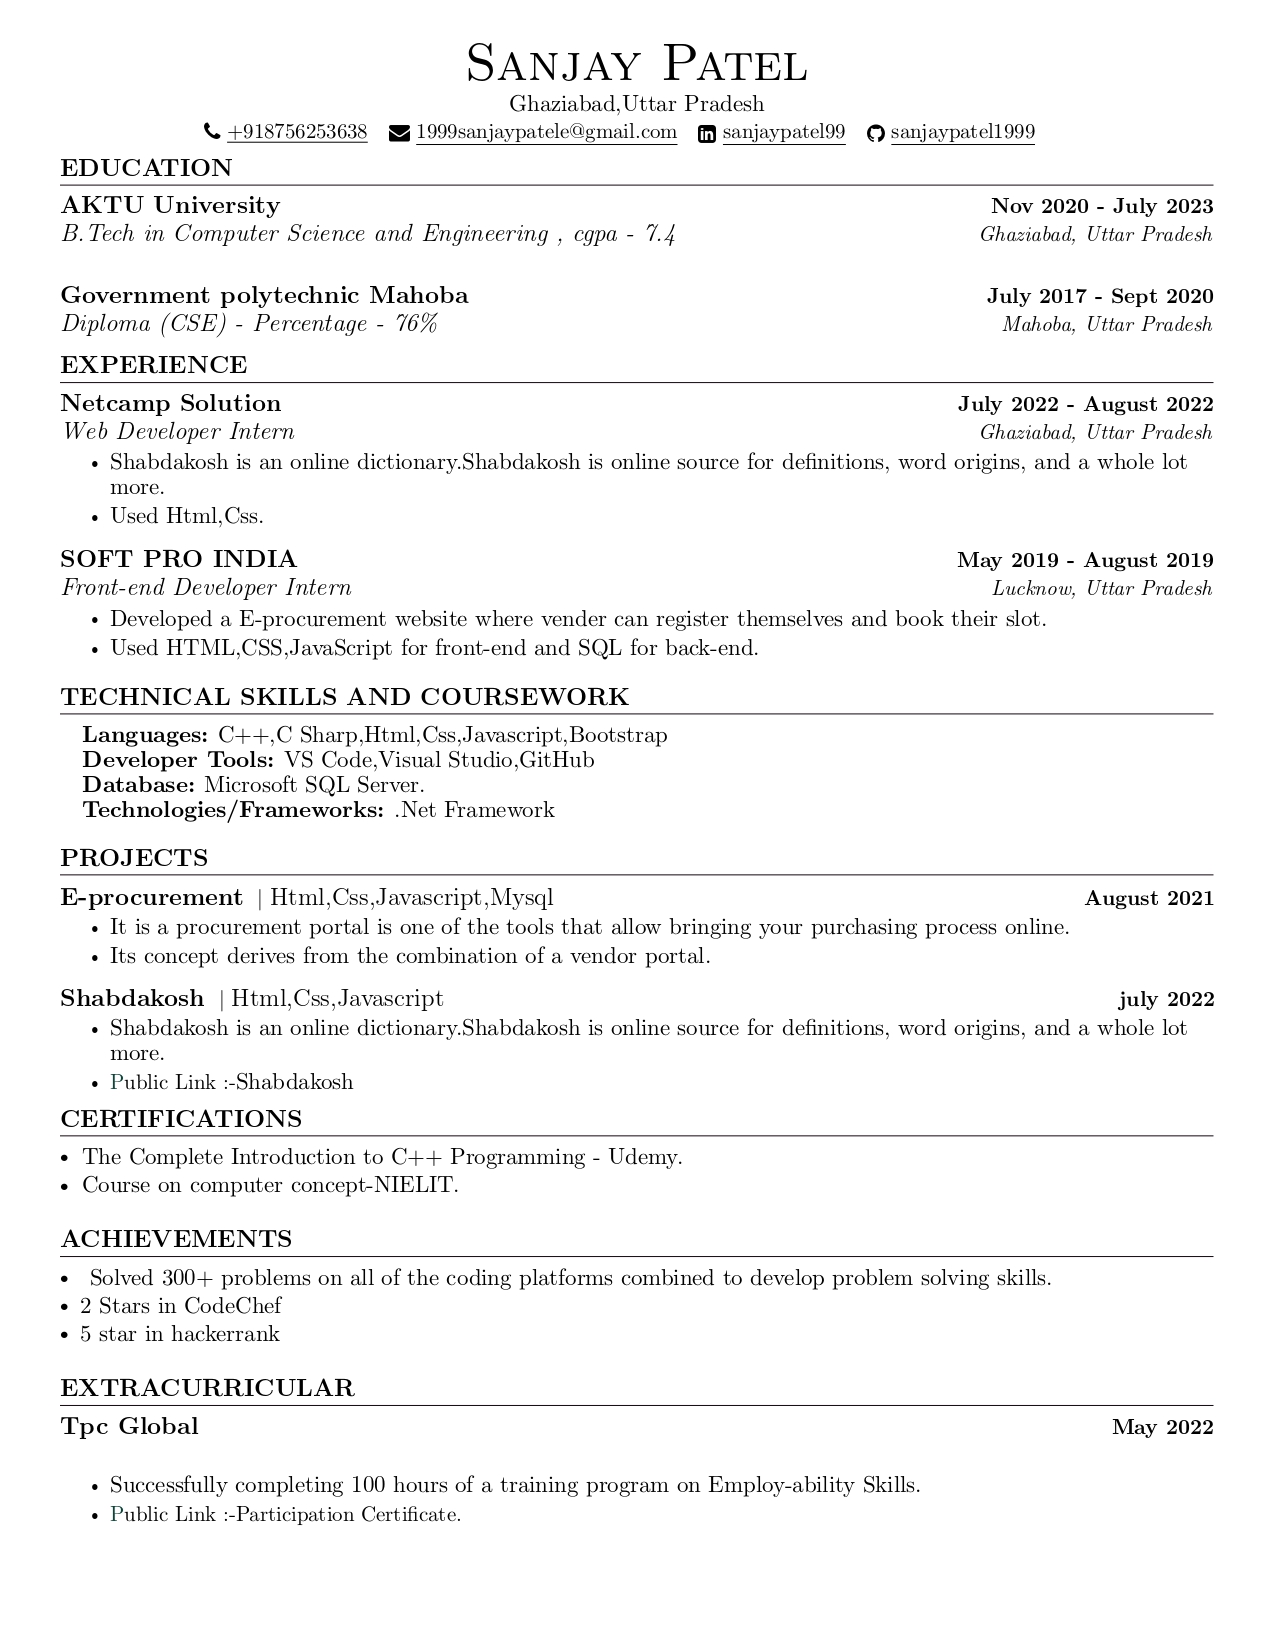 Sanjay Patel
Ghaziabad,Uttar Pradesh
+918756253638 1999sanjaypatele@gmail.com sanjaypatel99 sanjaypatel1999
EDUCATION
AKTU University Nov 2020 - July 2023
B.Tech in Computer Science and Engineering , cgpa - 7.4 Ghaziabad, Uttar Pradesh
Government polytechnic Mahoba July 2017 - Sept 2020
Diploma (CSE) - Percentage - 76% Mahoba, Uttar Pradesh
EXPERIENCE
Netcamp Solution July 2022 - August 2022
Web Developer Intern Ghaziabad, Uttar Pradesh
• Shabdakosh is an online dictionary.Shabdakosh is online source for definitions, word origins, and a whole lot
more.
• Used Html,Css.
SOFT PRO INDIA May 2019 - August 2019
Front-end Developer Intern Lucknow, Uttar Pradesh
• Developed a E-procurement website where vender can register themselves and book their slot.
• Used HTML,CSS,JavaScript for front-end and SQL for back-end.
TECHNICAL SKILLS AND COURSEWORK
Languages: C++,C Sharp,Html,Css,Javascript,Bootstrap
Developer Tools: VS Code,Visual Studio,GitHub
Database: Microsoft SQL Server.
Technologies/Frameworks: .Net Framework
PROJECTS
E-procurement | Html,Css,Javascript,Mysql August 2021
• It is a procurement portal is one of the tools that allow bringing your purchasing process online.
• Its concept derives from the combination of a vendor portal.
Shabdakosh | Html,Css,Javascript july 2022
• Shabdakosh is an online dictionary.Shabdakosh is online source for definitions, word origins, and a whole lot
more.
• Public Link :-Shabdakosh
CERTIFICATIONS
• The Complete Introduction to C++ Programming - Udemy.
• Course on computer concept-NIELIT.
ACHIEVEMENTS
• Solved 300+ problems on all of the coding platforms combined to develop problem solving skills.
• 2 Stars in CodeChef
• 5 star in hackerrank
EXTRACURRICULAR
Tpc Global May 2022
• Successfully completing 100 hours of a training program on Employ-ability Skills.
• Public Link :-Participation Certificate.